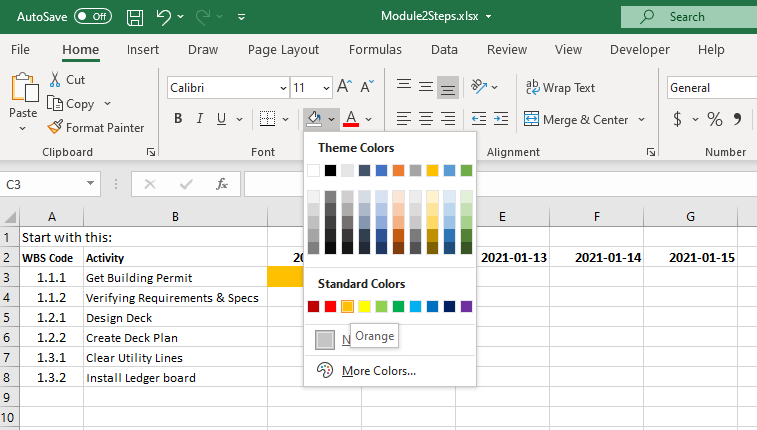 AutoSave Off Module2Steps.xlsx Search
File Home Insert Draw Page Layout Formulas Data Review View Developer Help
Cut
Copy
Format Painter
Paste
Clipboard
Calibri 11 A A
B I U A
Font
ab Wrap Text
Merge & Center
Alignment
General
$ % 9
Number
Theme Colors
Standard Colors
Orange
More Colors...
C3 fx
A B E F G
1 Start with this:
2 WBS Code Activity 20 2021-01-13 2021-01-14 2021-01-15
3 1.1.1 Get Building Permit
4 1.1.2 Verifying Requirements & Specs
5 1.2.1 Design Deck
6 1.2.2 Create Deck Plan
7 1.3.1 Clear Utility Lines
8 1.3.2 Install Ledger board
9
10